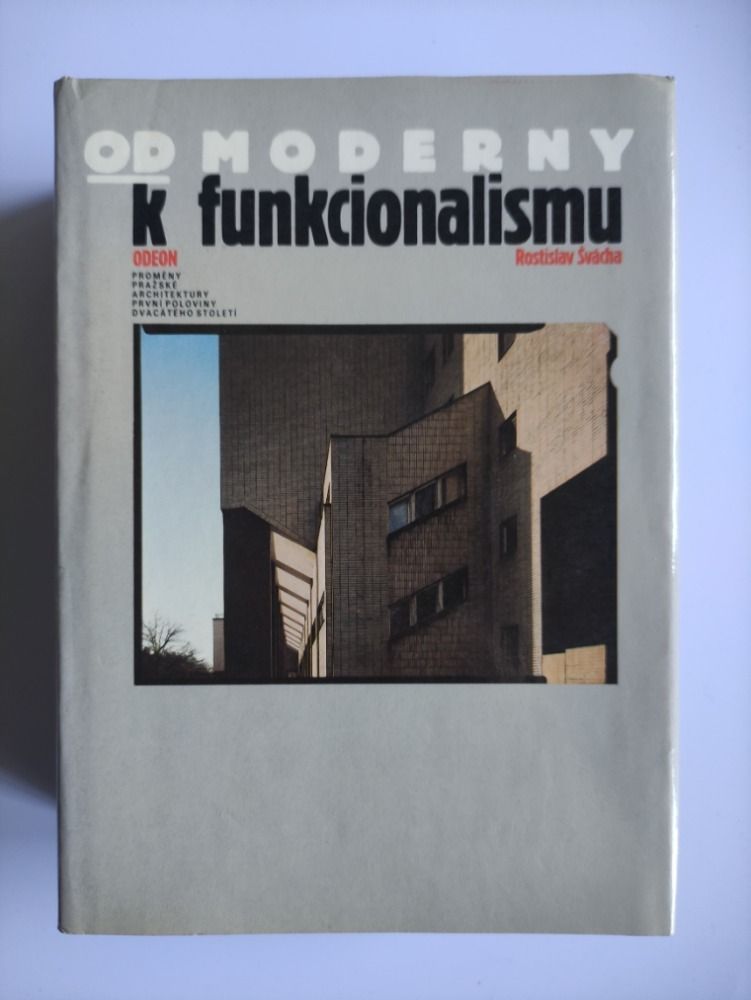 OD MODERNY
k funkcionalismu
ODEON
Rostislav Švácha
PROMĚNY
PRAŽSKÉ
ARCHITEKTURY
PRVNÍ POLOVINY
DVACÁTÉHO STOLETÍ